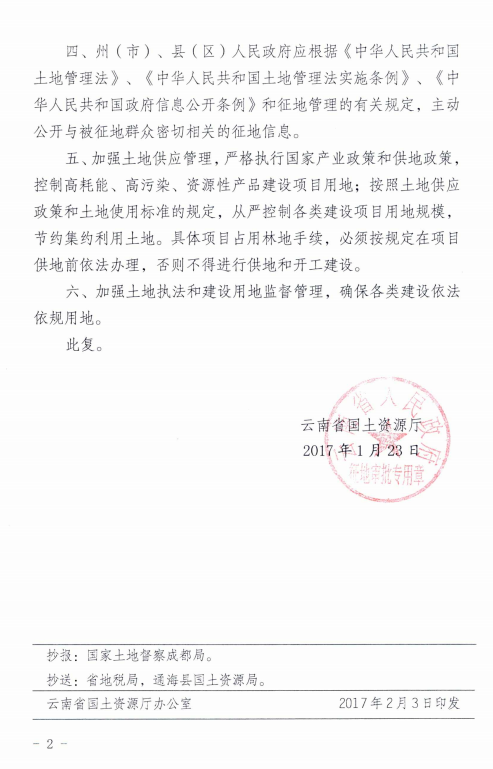 四、州（市）、县（区）人民政府应根据《中华人民共和国
土地管理法》、《中华人民共和国土地管理法实施条例》、《中
华人民共和国政府信息公开条例》和征地管理的有关规定，主动
公开与被征地群众密切相关的征地信息。
五、加强土地供应管理，严格执行国家产业政策和供地政策，
控制高耗能、高污染、资源性产品建设项目用地；按照土地供应
政策和土地使用标准的规定，从严控制各类建设项目用地规模，
节约集约利用土地。具体项目占用林地手续，必须按规定在项目
供地前依法办理，否则不得进行供地和开工建设。
六、加强土地执法和建设用地监督管理，确保各类建设依法
依规用地。
此复。
云南省人民政府
云南省国土资源厅
2017年1月23日
征地审批专用章
抄报：国家土地督察成都局。
抄送：省地税局，通海县国土资源局。
云南省国土资源厅办公室 2017年2月3日印发
- 2 -